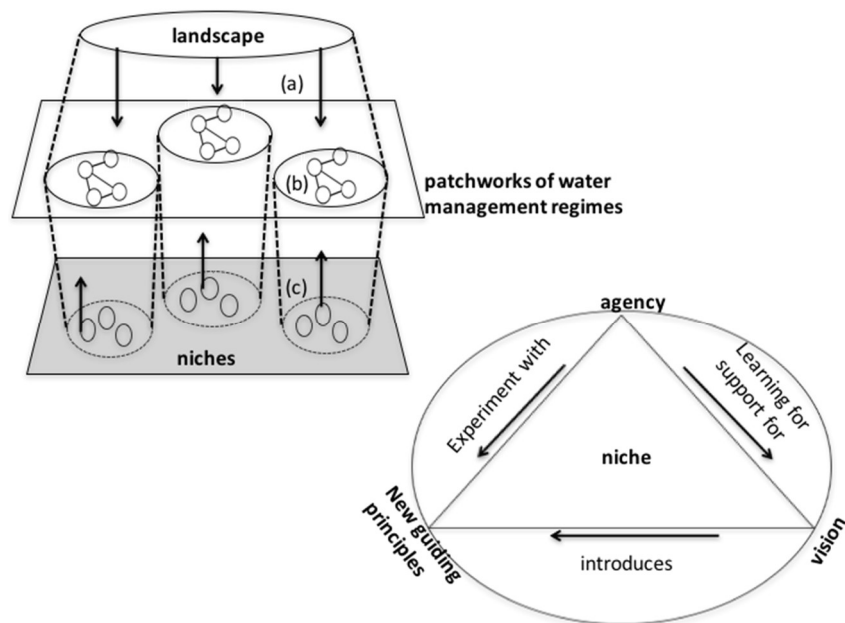 landscape
(a)
(b)
patchworks of water
management regimes
(c)
niches
agency
Experiment with
Learning for
support for
niche
New guiding
principles
vision
introduces